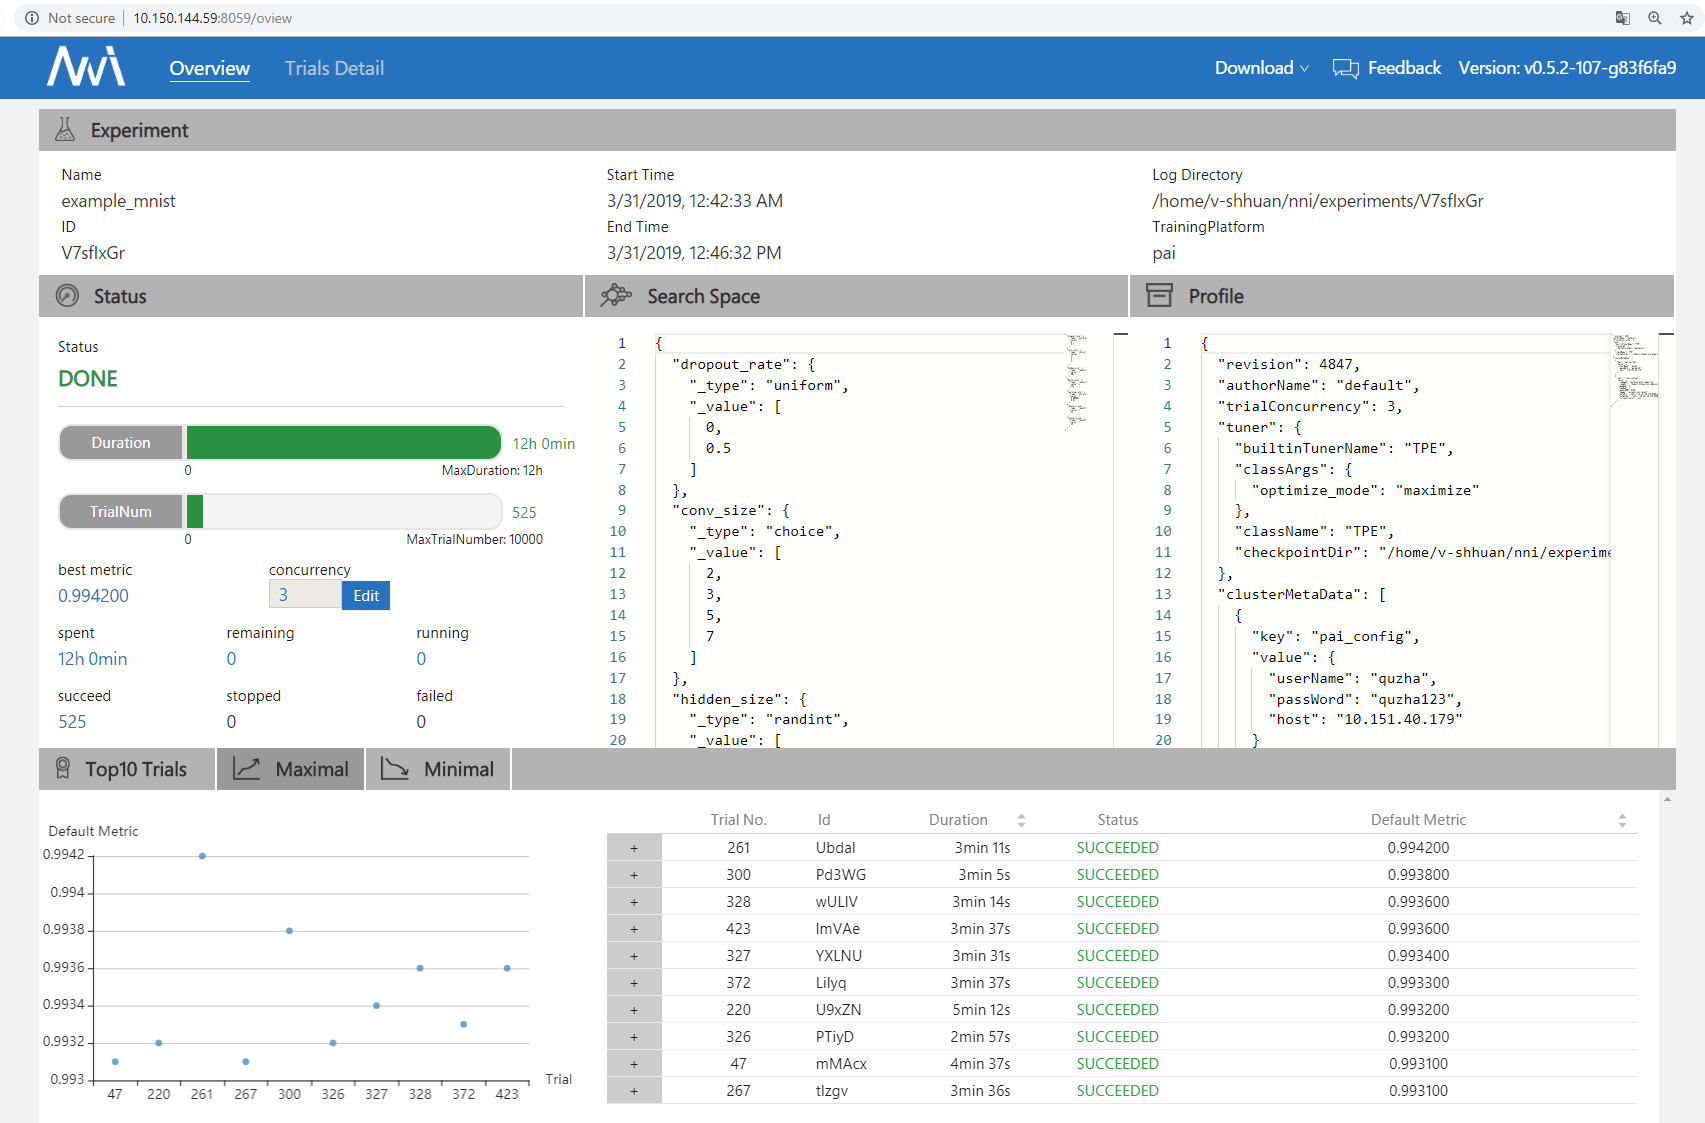 Not secure 10.150.144.59:8059/oview
Overview Trials Detail Download Feedback Version: v0.5.2-107-g83f6fa9
Experiment
Name Start Time Log Directory
example_mnist 3/31/2019, 12:42:33 AM /home/v-shhuan/nni/experiments/V7sfIxGr
ID End Time TrainingPlatform
V7sfIxGr 3/31/2019, 12:46:32 PM pai
Status
Status
DONE
Duration 12h 0min
0 MaxDuration: 12h
TrialNum 525
0 MaxTrialNumber: 10000
best metric concurrency
0.994200 3 Edit
spent remaining running
12h 0min 0 0
succeed stopped failed
525 0 0
Search Space
1 {
2 "dropout_rate": {
3 "_type": "uniform",
4 "_value": [
5 0,
6 0.5
7 ]
8 },
9 "conv_size": {
10 "_type": "choice",
11 "_value": [
12 2,
13 3,
14 5,
15 7
16 ]
17 },
18 "hidden_size": {
19 "_type": "randint",
20 "_value": [
Profile
1 {
2 "revision": 4847,
3 "authorName": "default",
4 "trialConcurrency": 3,
5 "tuner": {
6 "builtinTunerName": "TPE",
7 "classArgs": {
8 "optimize_mode": "maximize"
9 },
10 "className": "TPE",
11 "checkpointDir": "/home/v-shhuan/nni/experime
12 },
13 "clusterMetaData": [
14 {
15 "key": "pai_config",
16 "value": {
17 "userName": "quzha",
18 "passWord": "quzha123",
19 "host": "10.151.40.179"
20 }
Top10 Trials Maximal Minimal
Default Metric
0.9942
0.994
0.9938
0.9936
0.9934
0.9932
0.993
47 220 261 267 300 326 327 328 372 423
Trial
Trial No. Id Duration Status Default Metric
+ 261 Ubdal 3min 11s SUCCEEDED 0.994200
+ 300 Pd3WG 3min 5s SUCCEEDED 0.993800
+ 328 wULIV 3min 14s SUCCEEDED 0.993600
+ 423 ImVAe 3min 37s SUCCEEDED 0.993600
+ 327 YXLNU 3min 31s SUCCEEDED 0.993400
+ 372 Lilyq 3min 37s SUCCEEDED 0.993300
+ 220 U9xZN 5min 12s SUCCEEDED 0.993200
+ 326 PTiyD 2min 57s SUCCEEDED 0.993200
+ 47 mMAcx 4min 37s SUCCEEDED 0.993100
+ 267 tIzgv 3min 36s SUCCEEDED 0.993100